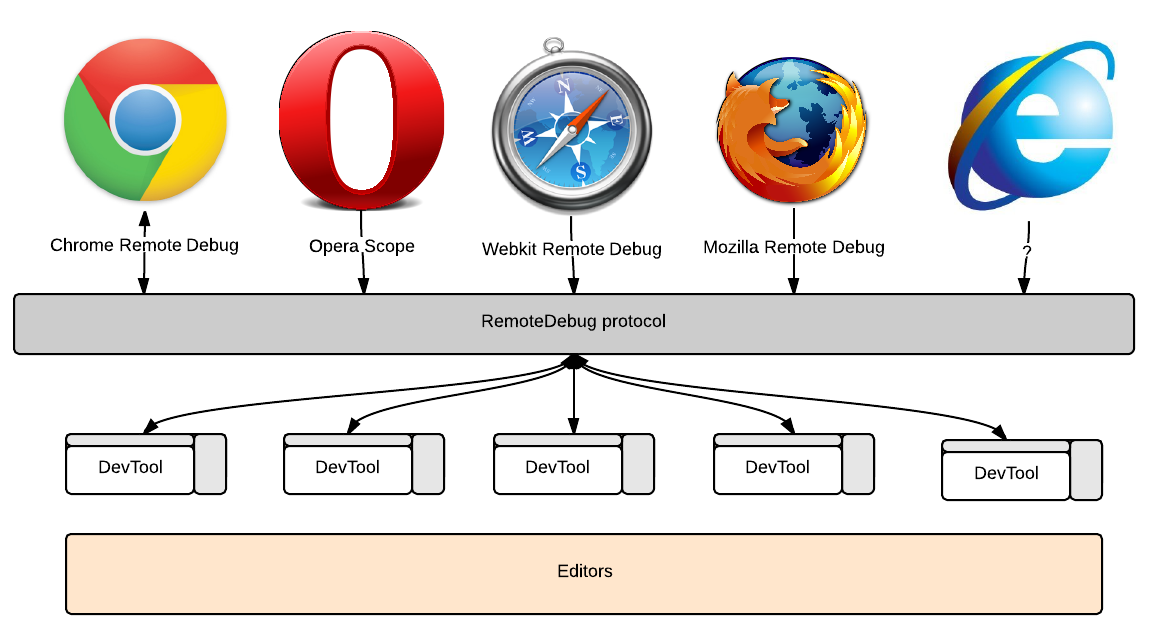 N
E
W
S
Chrome Remote Debug
Opera Scope
Webkit Remote Debug
Mozilla Remote Debug
?
RemoteDebug protocol
DevTool
DevTool
DevTool
DevTool
DevTool
Editors